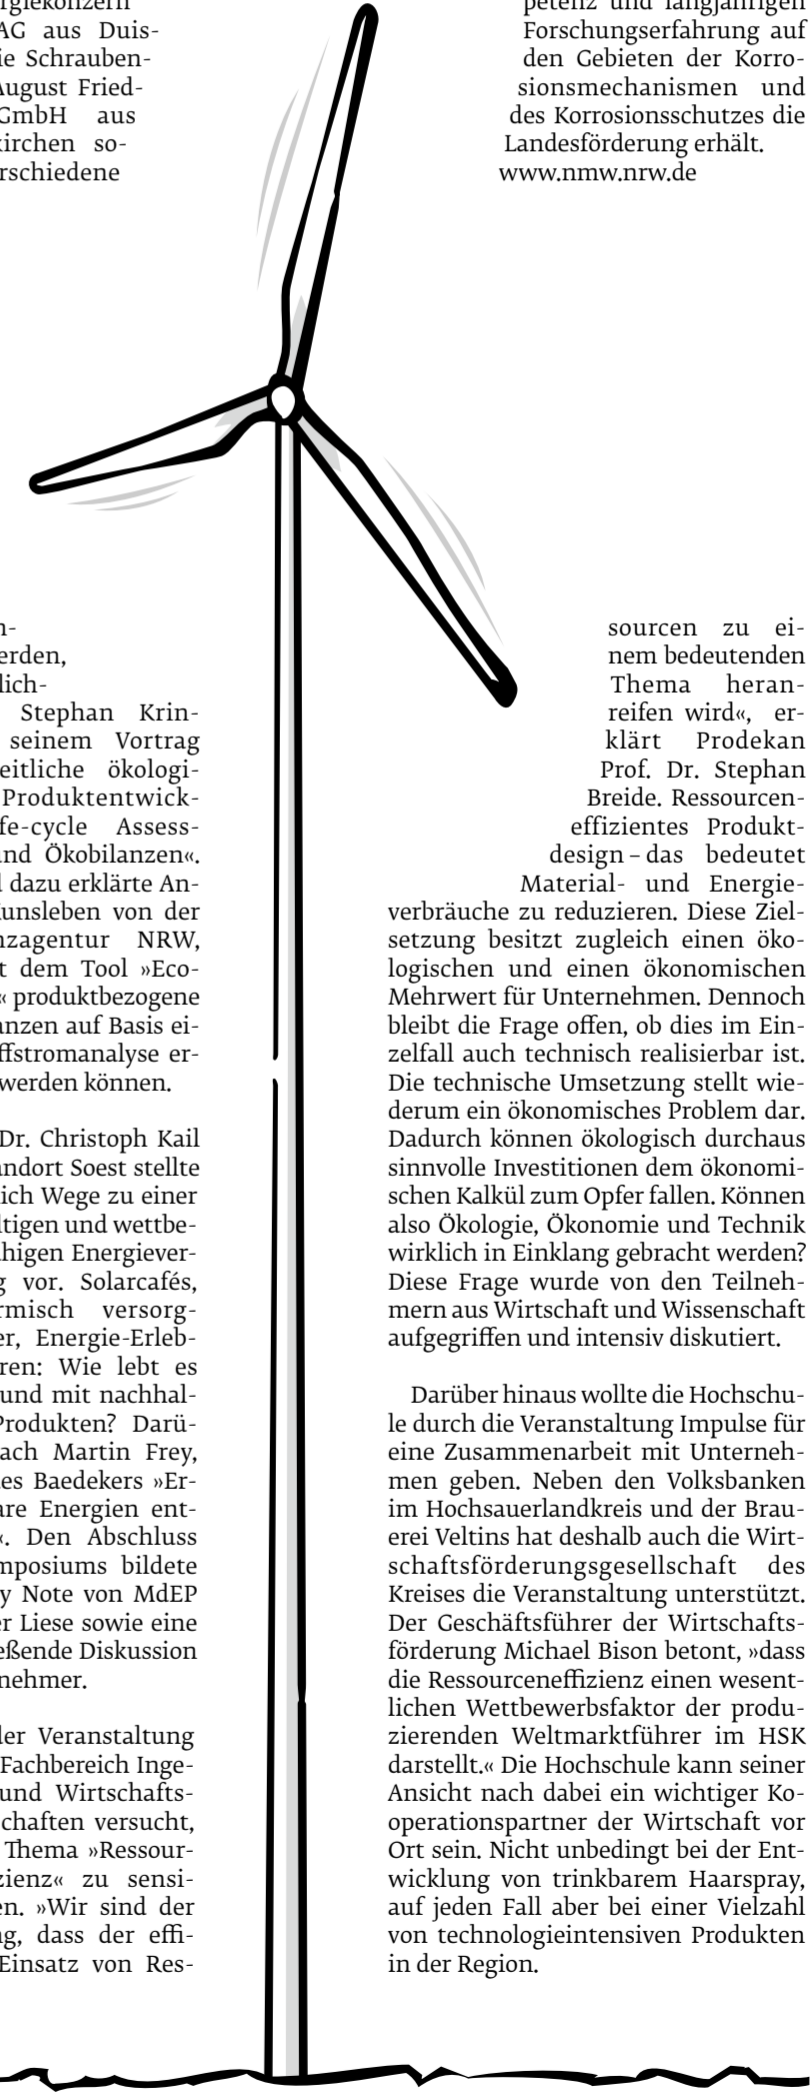 AG aus Duis-
ie Schrauben-
August Fried-
GmbH aus
kirchen so-
rschiedene
petenz und langjährigen
Forschungserfahrung auf
den Gebieten der Korro-
sionsmechanismen und
des Korrosionsschutzes die
Landesförderung erhält.
www.nmw.nrw.de
n-
erden,
lich-
Stephan Krin-
seinem Vortrag
eitliche ökologi-
Produktentwick-
fe-cycle Assess-
und Ökobilanzen«.
l dazu erklärte An-
Kunsleben von der
nzagentur NRW,
t dem Tool »Eco-
« produktbezogene
anzen auf Basis ei-
ffstromanalyse er-
werden können.
Dr. Christoph Kail
andort Soest stellte
lich Wege zu einer
ltigen und wettbe-
ähigen Energiever-
g vor. Solarcafés,
rmisch versorg-
er, Energie-Erleb-
ren: Wie lebt es
und mit nachhal-
Produkten? Darü-
ach Martin Frey,
es Baedekers »Er-
are Energien ent-
«. Den Abschluss
mposiums bildete
y Note von MdEP
er Liese sowie eine
eßende Diskussion
nehmer.
der Veranstaltung
Fachbereich Inge-
und Wirtschafts-
chaften versucht,
Thema »Ressour-
zienz« zu sensi-
en. »Wir sind der
ng, dass der effi-
Einsatz von Res-
sourcen zu ei-
nem bedeutenden
Thema heran-
reifen wird«, er-
klärt Prodekan
Prof. Dr. Stephan
Breide. Ressourcen-
effizientes Produkt-
design – das bedeutet
Material- und Energie-
verbräuche zu reduzieren. Diese Ziel-
setzung besitzt zugleich einen öko-
logischen und einen ökonomischen
Mehrwert für Unternehmen. Dennoch
bleibt die Frage offen, ob dies im Ein-
zelfall auch technisch realisierbar ist.
Die technische Umsetzung stellt wie-
derum ein ökonomisches Problem dar.
Dadurch können ökologisch durchaus
sinnvolle Investitionen dem ökonomi-
schen Kalkül zum Opfer fallen. Können
also Ökologie, Ökonomie und Technik
wirklich in Einklang gebracht werden?
Diese Frage wurde von den Teilneh-
mern aus Wirtschaft und Wissenschaft
aufgegriffen und intensiv diskutiert.
Darüber hinaus wollte die Hochschu-
le durch die Veranstaltung Impulse für
eine Zusammenarbeit mit Unterneh-
men geben. Neben den Volksbanken
im Hochsauerlandkreis und der Brau-
erei Veltins hat deshalb auch die Wirt-
schaftsförderungsgesellschaft des
Kreises die Veranstaltung unterstützt.
Der Geschäftsführer der Wirtschafts-
förderung Michael Bison betont, »dass
die Ressourceneffizienz einen wesent-
lichen Wettbewerbsfaktor der produ-
zierenden Weltmarktführer im HSK
darstellt.« Die Hochschule kann seiner
Ansicht nach dabei ein wichtiger Ko-
operationspartner der Wirtschaft vor
Ort sein. Nicht unbedingt bei der Ent-
wicklung von trinkbarem Haarspray,
auf jeden Fall aber bei einer Vielzahl
von technologieintensiven Produkten
in der Region.